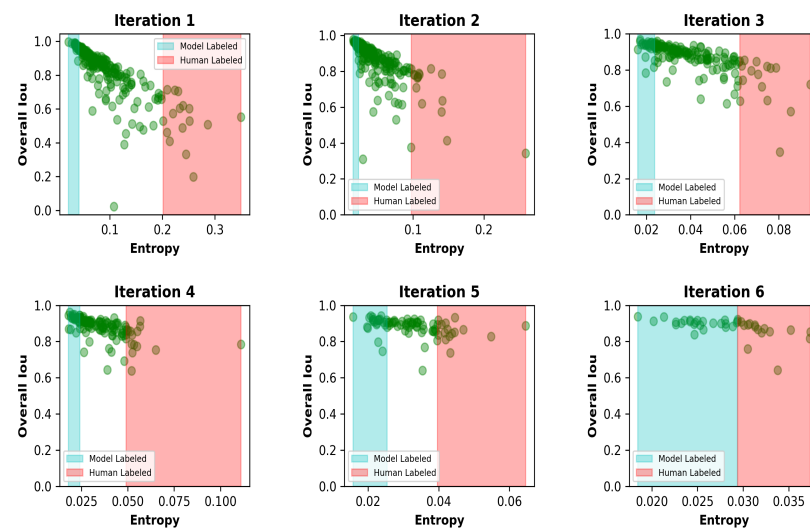 Iteration 1
Iteration 2
Iteration 3
1.0
0.8
0.6
0.4
0.2
0.0
Overall Iou
Model Labeled
Human Labeled
0.1
0.2
0.3
Entropy
1.0
0.8
0.6
0.4
0.2
0.0
Overall Iou
Model Labeled
Human Labeled
0.1
0.2
Entropy
1.0
0.8
0.6
0.4
0.2
0.0
Overall Iou
Model Labeled
Human Labeled
0.02
0.04
0.06
0.08
Entropy
Iteration 4
Iteration 5
Iteration 6
1.0
0.8
0.6
0.4
0.2
0.0
Overall Iou
Model Labeled
Human Labeled
0.025
0.050
0.075
0.100
Entropy
1.0
0.8
0.6
0.4
0.2
0.0
Overall Iou
Model Labeled
Human Labeled
0.02
0.04
0.06
Entropy
1.0
0.8
0.6
0.4
0.2
0.0
Overall Iou
Model Labeled
Human Labeled
0.020
0.025
0.030
0.035
Entropy